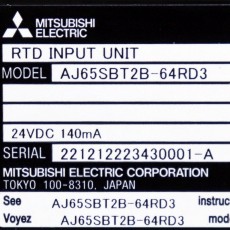 MITSUBISHI
ELECTRIC
RTD INPUT UNIT
MODEL AJ65SBT2B-64RD3
24VDC 140mA
SERIAL 221212223430001-A
MITSUBISHI ELECTRIC CORPORATION
TOKYO 100-8310, JAPAN
See AJ65SBT2B-64RD3 instruc
Voyez AJ65SBT2B-64RD3 mod